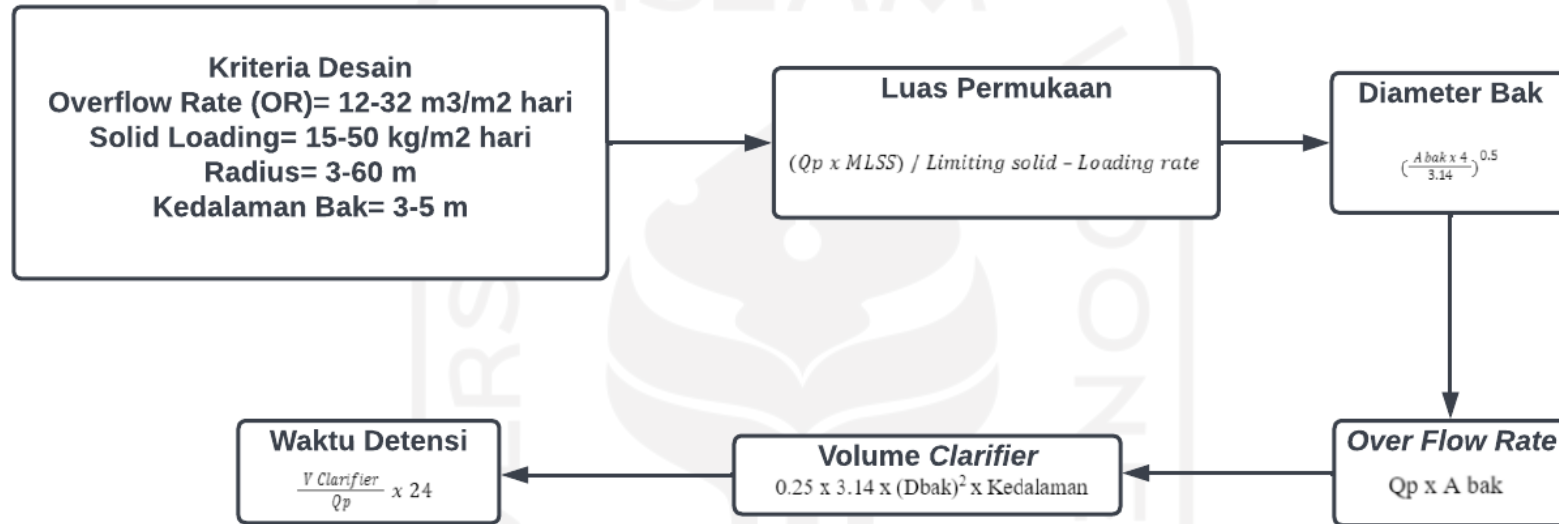 Kriteria Desain
Overflow Rate (OR)= 12-32 m3/m2 hari
Solid Loading= 15-50 kg/m2 hari
Radius= 3-60 m
Kedalaman Bak= 3-5 m
Luas Permukaan
(Qp x MLSS) / Limiting solid – Loading rate
Diameter Bak
(A bak x 4 / 3.14)^0.5
Over Flow Rate
Qp x A bak
Volume Clarifier
0.25 x 3.14 x (Dbak)² x Kedalaman
Waktu Detensi
V Clarifier / Qp x 24